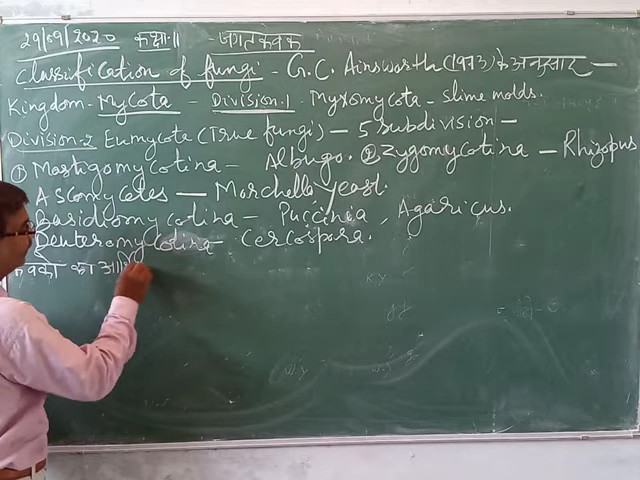 29/09/2020 कक्षा.11 - जगत कवक
Classification of fungi - G.C. Ainsworth (1973) के अनुसार -
Kingdom - Mycota - Division.1 - Myxomycota - slime molds.
Division-2 Eumycota (True fungi) - 5 subdivision -
① Mastigomycotina - Albugo. ② Zygomycotina - Rhizopus
Ascomycetes - Morchella yeast.
Basidiomycotina - Puccinia, Agaricus.
Deuteromycotina - Cercospora.
कवको का आ